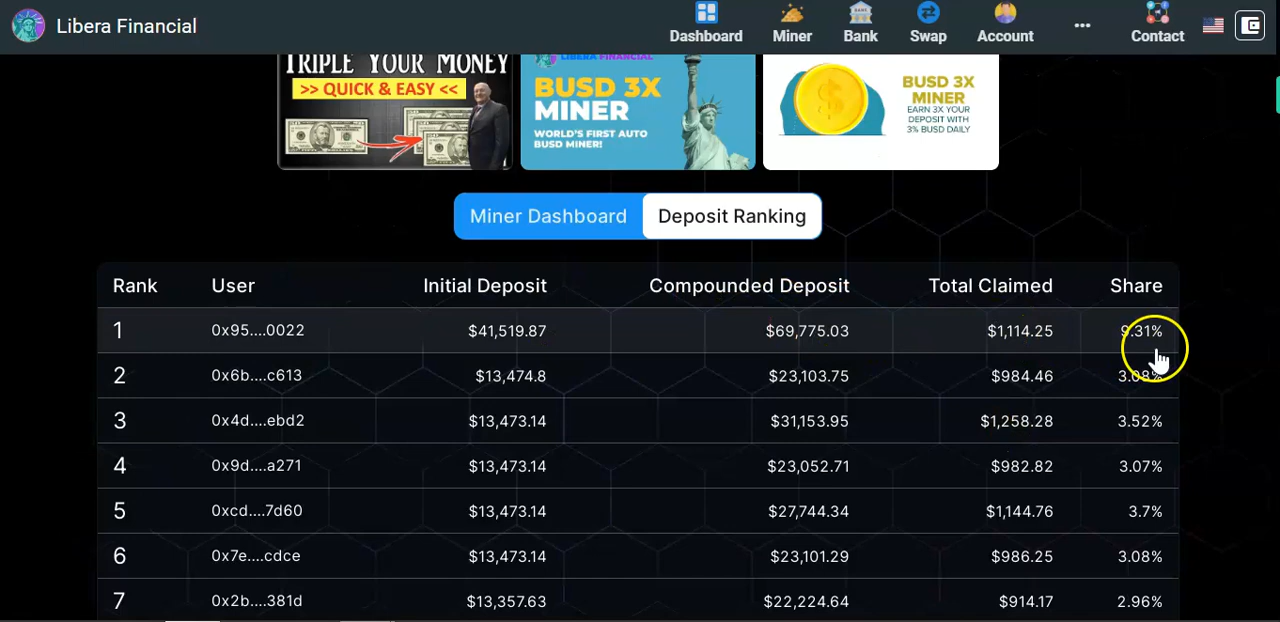 Libera Financial
Dashboard
Miner
Bank
Swap
Account
Contact
TRIPLE YOUR MONEY
>> QUICK & EASY <<
LIBERA FINANCIAL
BUSD 3X
MINER
WORLD'S FIRST AUTO
BUSD MINER!
BUSD 3X
MINER
EARN 3X YOUR
DEPOSIT WITH
3% BUSD DAILY
Miner Dashboard
Deposit Ranking
Rank User Initial Deposit Compounded Deposit Total Claimed Share
1 0x95....0022 $41,519.87 $69,775.03 $1,114.25 9.31%
2 0x6b....c613 $13,474.8 $23,103.75 $984.46 3.08%
3 0x4d....ebd2 $13,473.14 $31,153.95 $1,258.28 3.52%
4 0x9d....a271 $13,473.14 $23,052.71 $982.82 3.07%
5 0xcd....7d60 $13,473.14 $27,744.34 $1,144.76 3.7%
6 0x7e....cdce $13,473.14 $23,101.29 $986.25 3.08%
7 0x2b....381d $13,357.63 $22,224.64 $914.17 2.96%